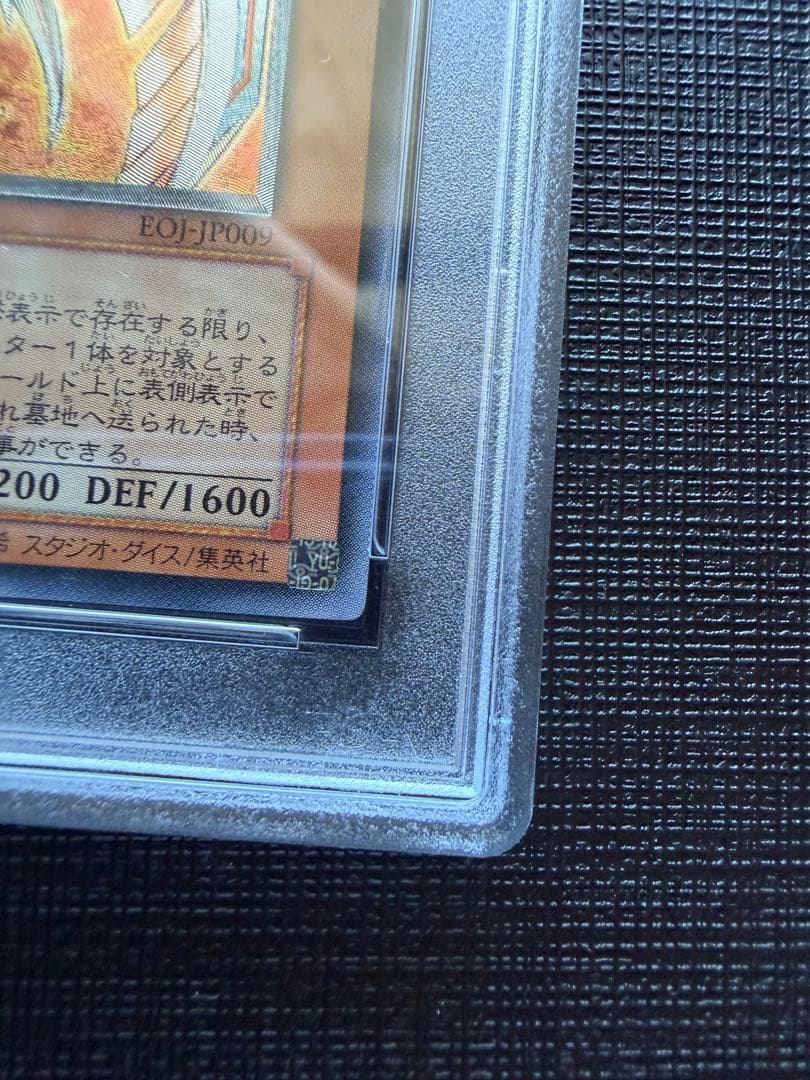 EOJ-JP009
表示で存在する限り、
ター1体を対象とする
ールド上に表側表示で
れ墓地へ送られた時、
事ができる。
200 DEF/1600
スタジオ・ダイス/集英社